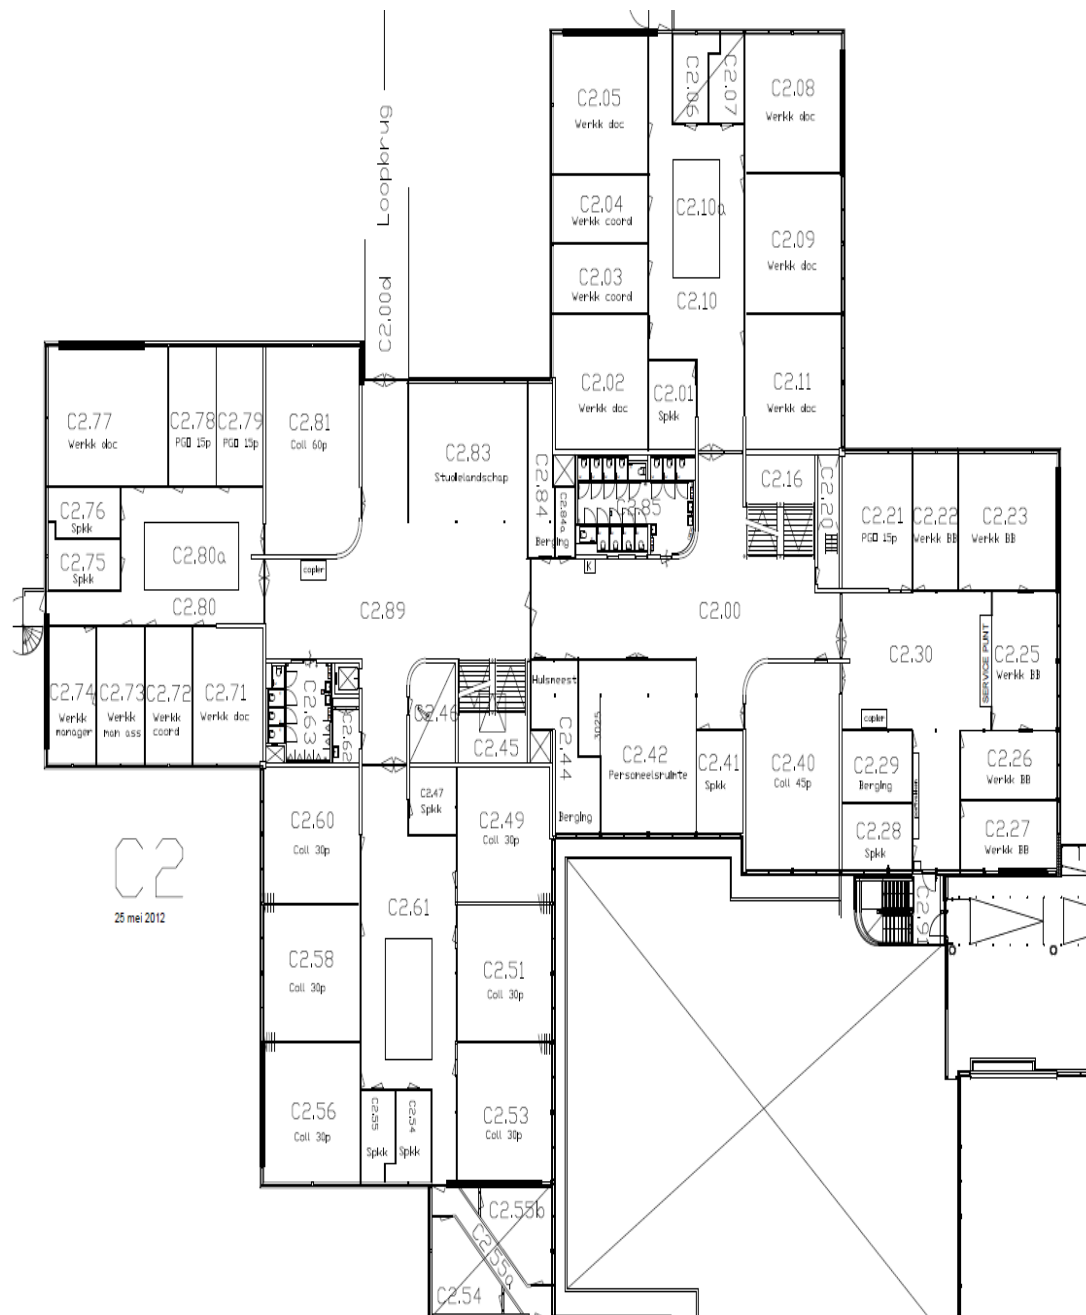 Loopbrug
C2.00d
C2.05
Werkk doc
C2.06
C2.07
C2.08
Werkk doc
C2.04
Werkk coord
C2.10a
C2.09
Werkk doc
C2.03
Werkk coord
C2.10
C2.02
Werkk doc
C2.01
Spkk
C2.11
Werkk doc
C2.77
Werkk doc
C2.78
PGO 15p
C2.79
PGO 15p
C2.81
Coll 60p
C2.83
Studielandschap
C2.84
Berging
C2.84a
C2.85
K
C2.16
C2.20
C2.21
PGO 15p
C2.22
Werkk BB
C2.23
Werkk BB
C2.76
Spkk
C2.75
Spkk
C2.80a
C2.80
copier
C2.89
C2.00
C2.30
SERVICE PUNT
C2.25
Werkk BB
C2.74
Werkk
manager
C2.73
Werkk
man ass
C2.72
Werkk
coord
C2.71
Werkk doc
C2.63
C2.62
C2.46
C2.45
Huismeest
C2.44
Berging
C2.42
Personeelsruimte
C2.41
Spkk
C2.40
Coll 45p
copier
C2.29
Berging
C2.28
Spkk
C2.26
Werkk BB
C2.27
Werkk BB
C2.91
C2.60
Coll 30p
C2.47
Spkk
C2.49
Coll 30p
C2
25 mei 2012
C2.61
C2.58
Coll 30p
C2.51
Coll 30p
C2.56
Coll 30p
C2.55
Spkk
C2.54
Spkk
C2.53
Coll 30p
C2.55b
C2.55a
C2.54